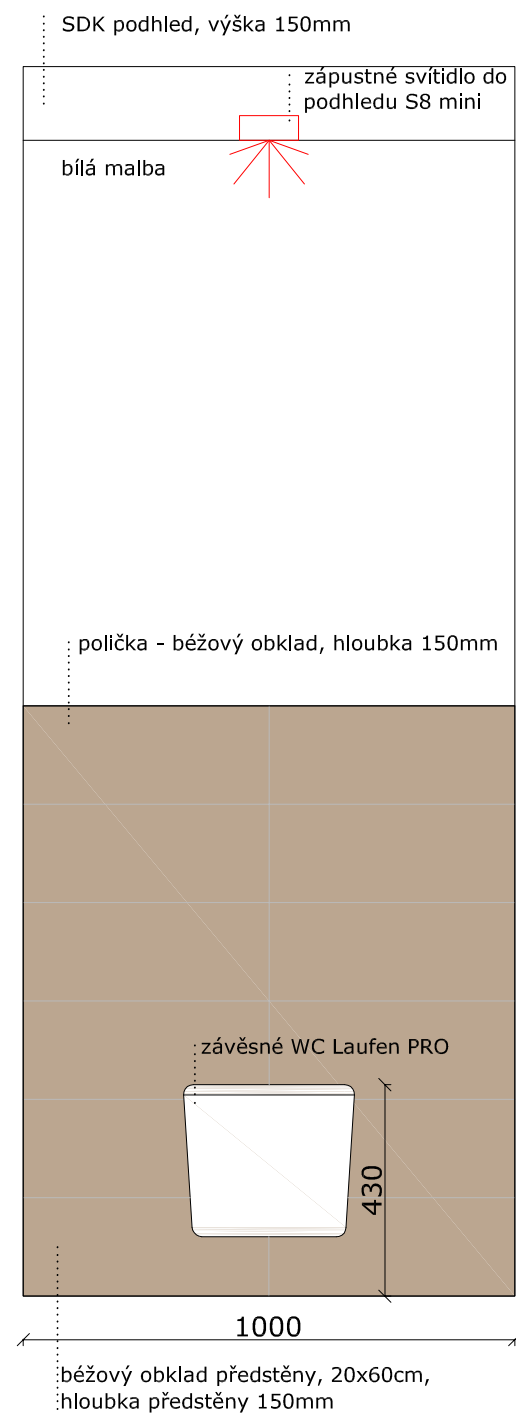 SDK podhled, výška 150mm
zápustné svítidlo do
podhledu S8 mini
bílá malba
polička - béžový obklad, hloubka 150mm
závěsné WC Laufen PRO
430
1000
béžový obklad předstěny, 20x60cm,
hloubka předstěny 150mm